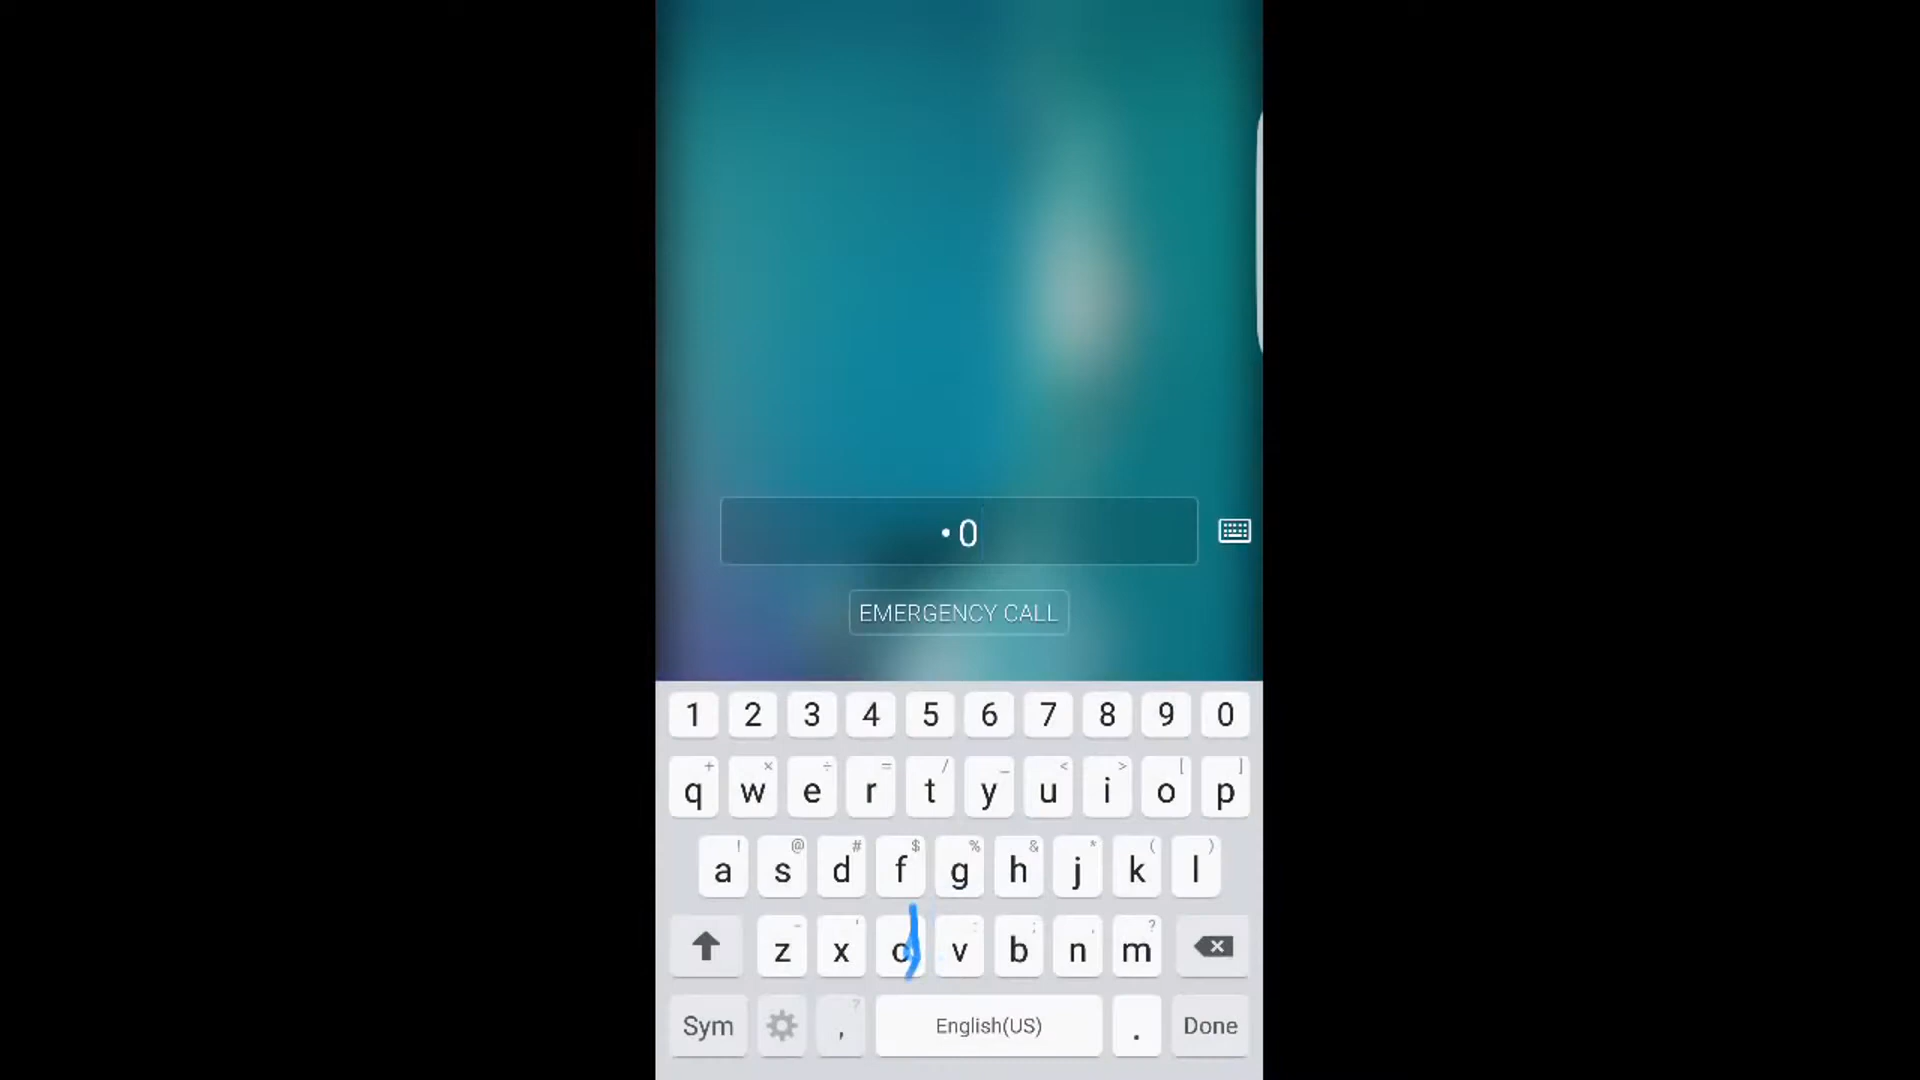 •0
EMERGENCY CALL
1 2 3 4 5 6 7 8 9 0
+ × ÷ = / _ < > [ ]
q w e r t y u i o p
! @ # $ % & * ( )
a s d f g h j k l
- ' : ; , ?
z x c v b n m
?
Sym , English(US) . Done